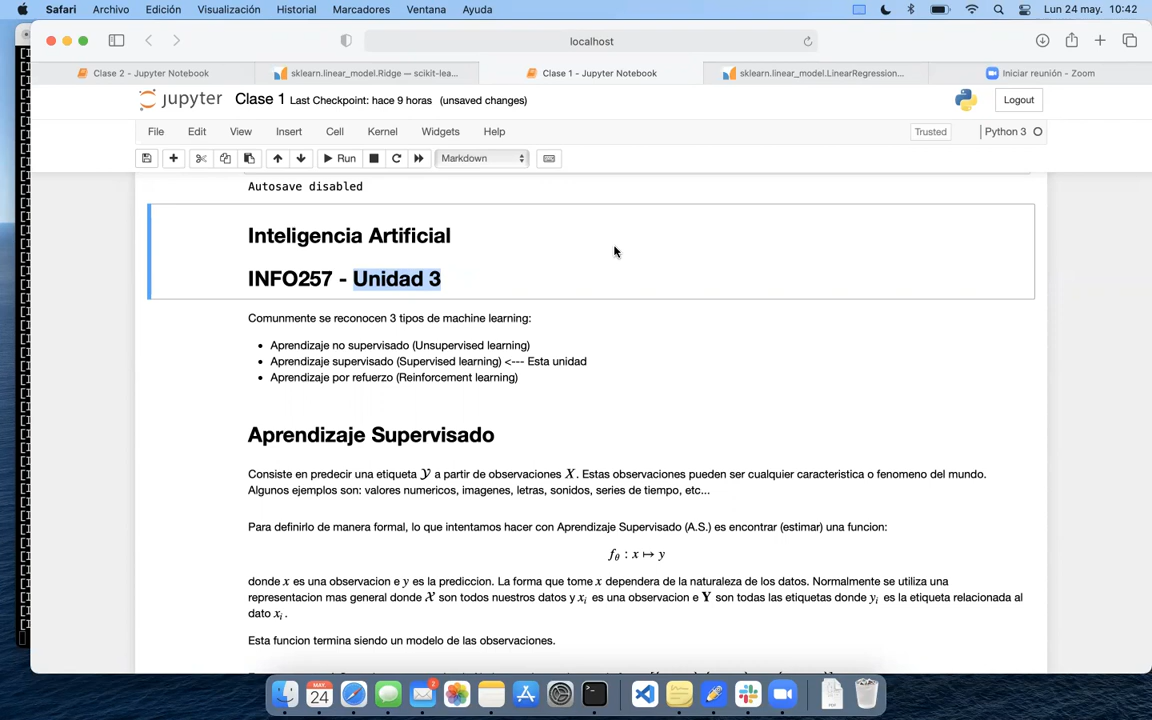 Safari Archivo Edición Visualización Historial Marcadores Ventana Ayuda Lun 24 may. 10:42
localhost
Clase 2 - Jupyter Notebook sklearn.linear_model.Ridge — scikit-lea... Clase 1 - Jupyter Notebook sklearn.linear_model.LinearRegression... Iniciar reunión - Zoom
jupyter Clase 1 Last Checkpoint: hace 9 horas (unsaved changes) Logout
File Edit View Insert Cell Kernel Widgets Help Trusted Python 3
Run Markdown
Autosave disabled
Inteligencia Artificial
INFO257 - Unidad 3
Comunmente se reconocen 3 tipos de machine learning:
• Aprendizaje no supervisado (Unsupervised learning)
• Aprendizaje supervisado (Supervised learning) <--- Esta unidad
• Aprendizaje por refuerzo (Reinforcement learning)
Aprendizaje Supervisado
Consiste en predecir una etiqueta 𝒴 a partir de observaciones X. Estas observaciones pueden ser cualquier caracteristica o fenomeno del mundo.
Algunos ejemplos son: valores numericos, imagenes, letras, sonidos, series de tiempo, etc...
Para definirlo de manera formal, lo que intentamos hacer con Aprendizaje Supervisado (A.S.) es encontrar (estimar) una funcion:
f_θ : x ↦ y
donde x es una observacion e y es la prediccion. La forma que tome x dependera de la naturaleza de los datos. Normalmente se utiliza una
representacion mas general donde 𝒳 son todos nuestros datos y x_i es una observacion e Y son todas las etiquetas donde y_i es la etiqueta relacionada al
dato x_i.
Esta funcion termina siendo un modelo de las observaciones.
MAY. 2
24